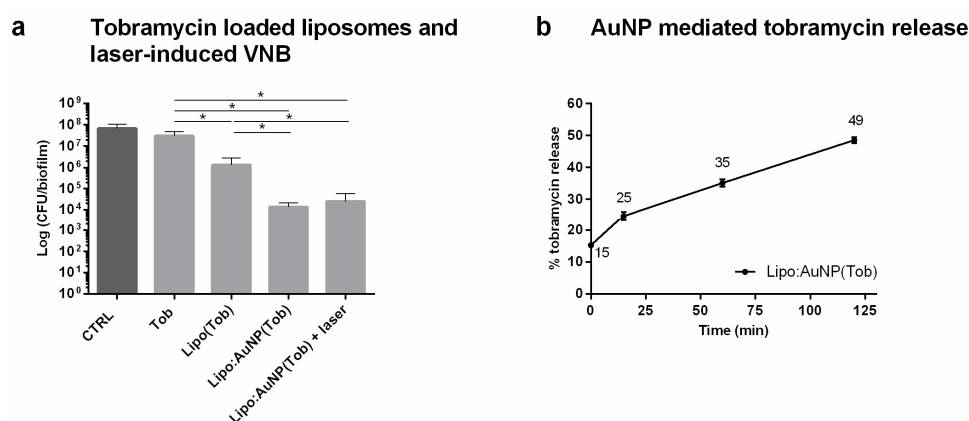 a
Tobramycin loaded liposomes and
laser-induced VNB
Log (CFU/biofilm)
10⁹
10⁸
10⁷
10⁶
10⁵
10⁴
10³
10²
10¹
10⁰
*
*
* *
*
CTRL
Tob
Lipo(Tob)
Lipo:AuNP(Tob)
Lipo:AuNP(Tob) + laser
b
AuNP mediated tobramycin release
% tobramycin release
60
50
40
30
20
10
0
15
25
35
49
Lipo:AuNP(Tob)
0 25 50 75 100 125
Time (min)